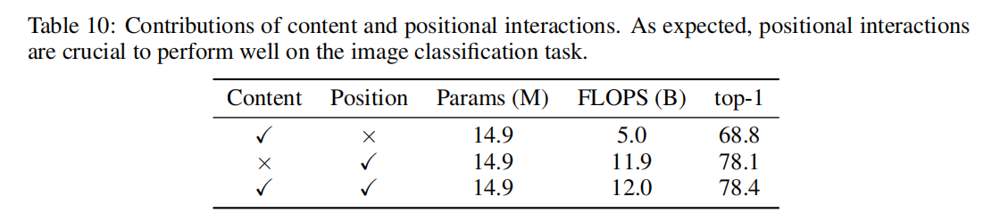 Table 10: Contributions of content and positional interactions. As expected, positional interactions
are crucial to perform well on the image classification task.
Content Position Params (M) FLOPS (B) top-1
✓ × 14.9 5.0 68.8
× ✓ 14.9 11.9 78.1
✓ ✓ 14.9 12.0 78.4